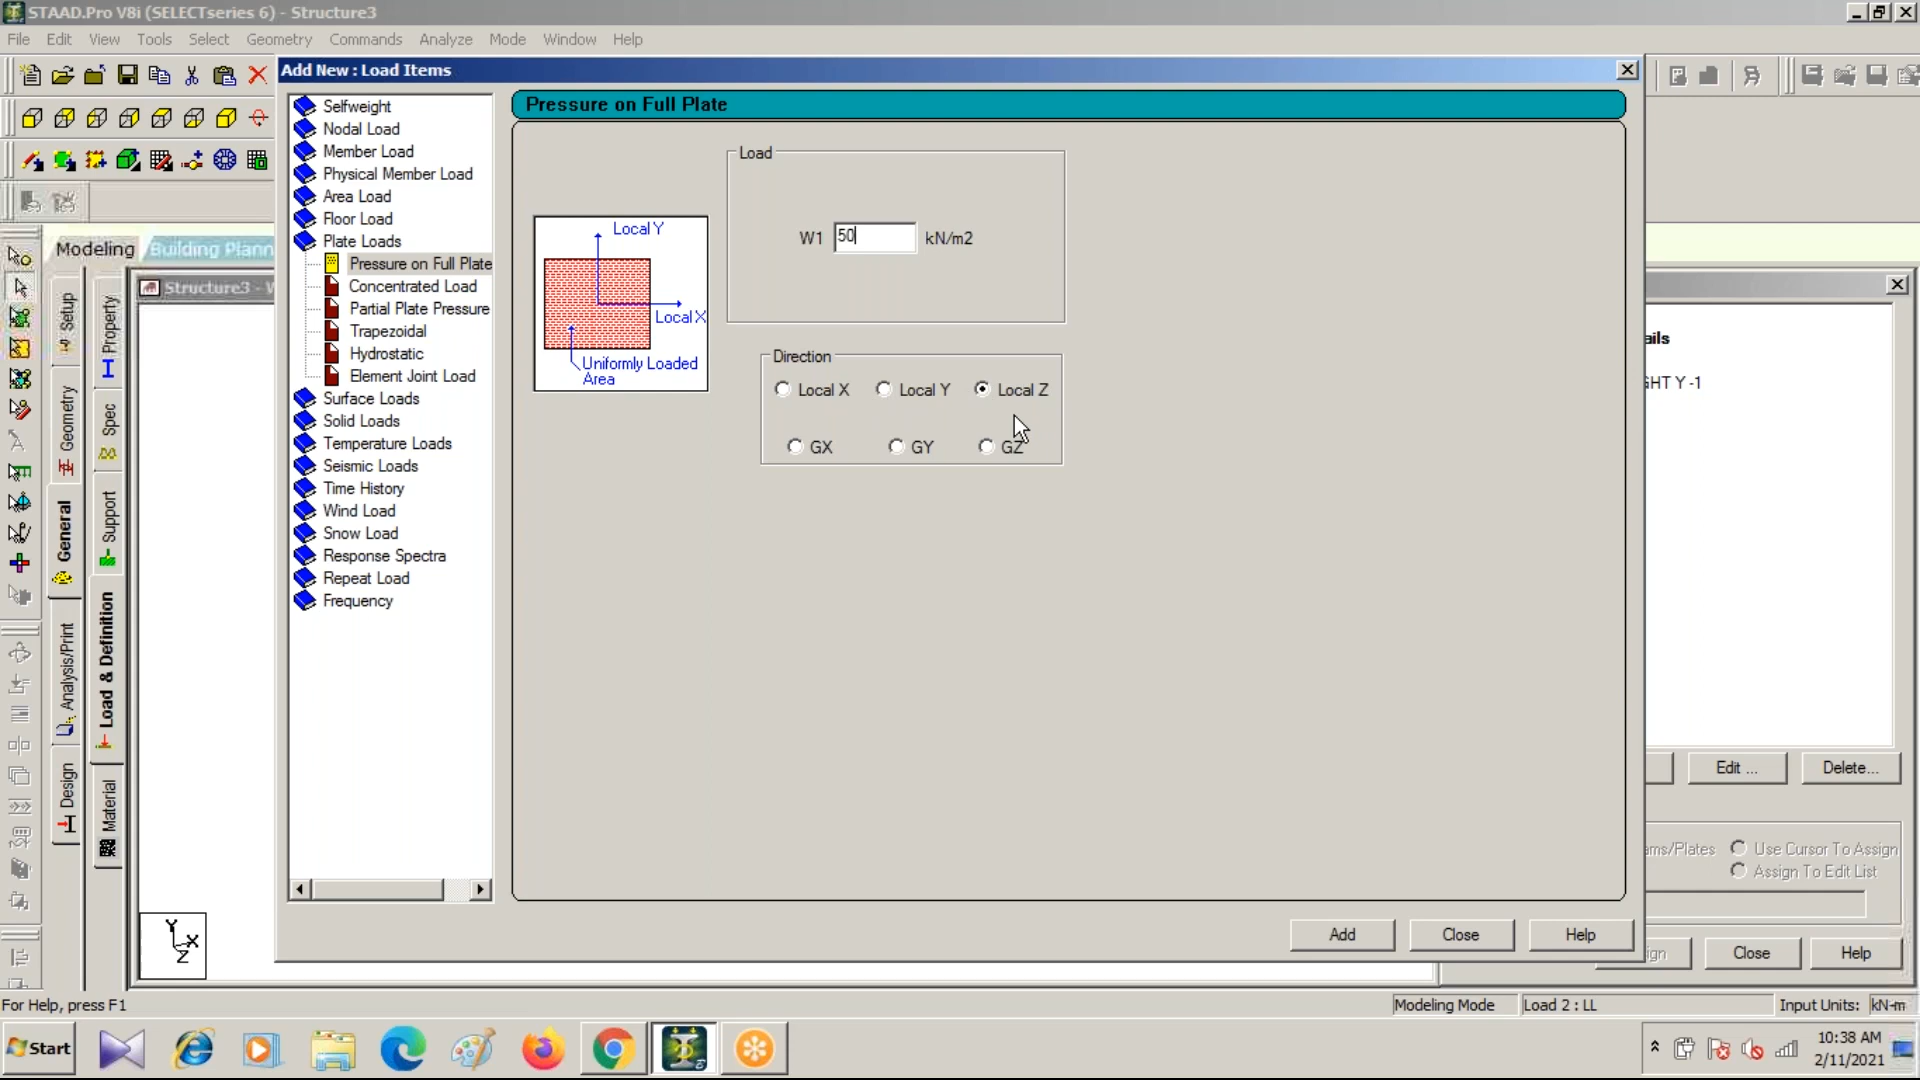 STAAD.Pro V8i (SELECTseries 6) - Structure3
File Edit View Tools Select Geometry Commands Analyze Mode Window Help
Add New : Load Items
Selfweight
Nodal Load
Member Load
Physical Member Load
Area Load
Floor Load
Plate Loads
Pressure on Full Plate
Concentrated Load
Partial Plate Pressure
Trapezoidal
Hydrostatic
Element Joint Load
Surface Loads
Solid Loads
Temperature Loads
Seismic Loads
Time History
Wind Load
Snow Load
Response Spectra
Repeat Load
Frequency
Pressure on Full Plate
Load
W1 50 kN/m2
Local Y
Local X
Uniformly Loaded
Area
Direction
Local X Local Y Local Z
GX GY GZ
Add Close Help
Modeling Building Plann
Structure3 - W
Setup
Geometry
General
Analysis/Print
Design
Property
Spec
Support
Load & Definition
Material
Y
X
Z
ails
GHT Y -1
Edit ... Delete...
ams/Plates Use Cursor To Assign
Assign To Edit List
ign Close Help
For Help, press F1 Modeling Mode Load 2 : LL Input Units: kN-m
Start
10:38 AM
2/11/2021